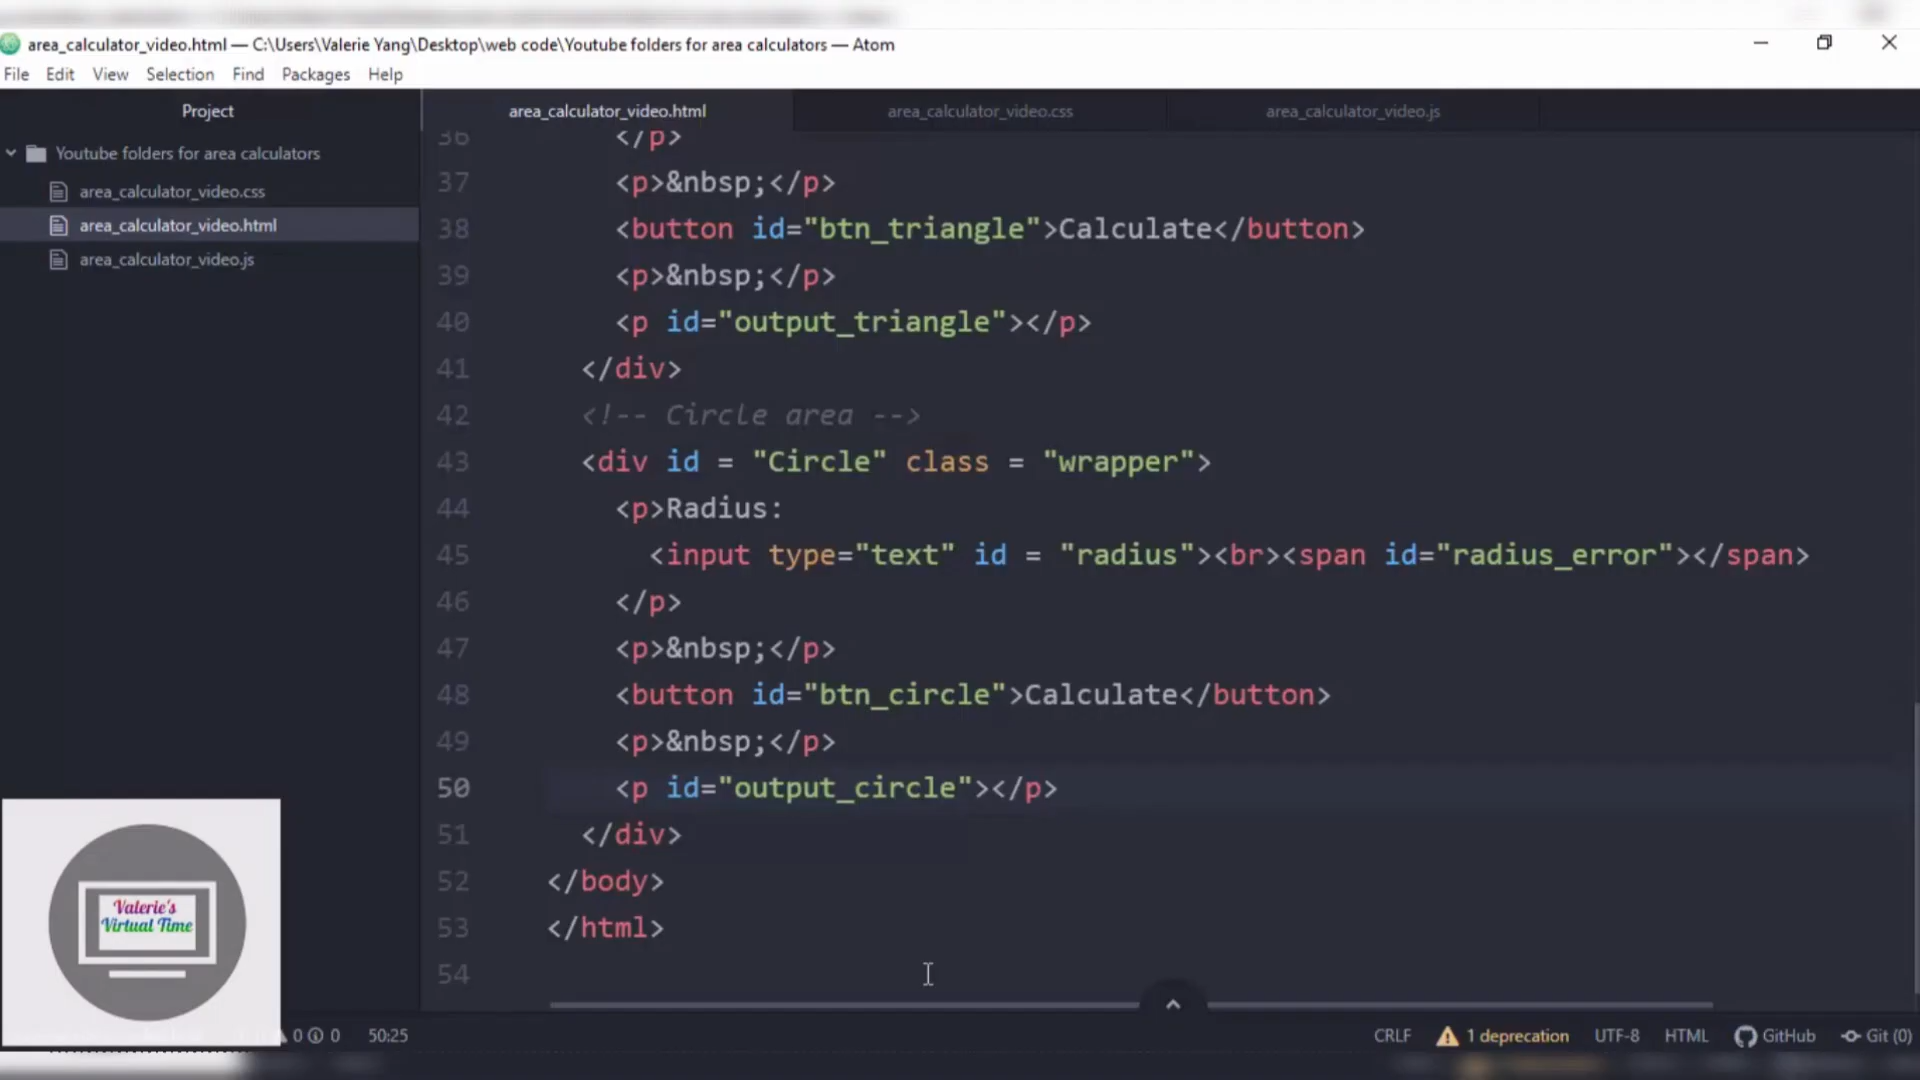 area_calculator_video.html — C:\Users\Valerie Yang\Desktop\web code\Youtube folders for area calculators — Atom
File Edit View Selection Find Packages Help
Project
area_calculator_video.html area_calculator_video.css area_calculator_video.js
Youtube folders for area calculators
area_calculator_video.css
area_calculator_video.html
area_calculator_video.js
36 </p>
37 <p>&nbsp;</p>
38 <button id="btn_triangle">Calculate</button>
39 <p>&nbsp;</p>
40 <p id="output_triangle"></p>
41 </div>
42 <!-- Circle area -->
43 <div id = "Circle" class = "wrapper">
44 <p>Radius:
45 <input type="text" id = "radius"><br><span id="radius_error"></span>
46 </p>
47 <p>&nbsp;</p>
48 <button id="btn_circle">Calculate</button>
49 <p>&nbsp;</p>
50 <p id="output_circle"></p>
51 </div>
52 </body>
53 </html>
54
Valerie's
Virtual Time
0 0 50:25 CRLF 1 deprecation UTF-8 HTML GitHub Git (0)